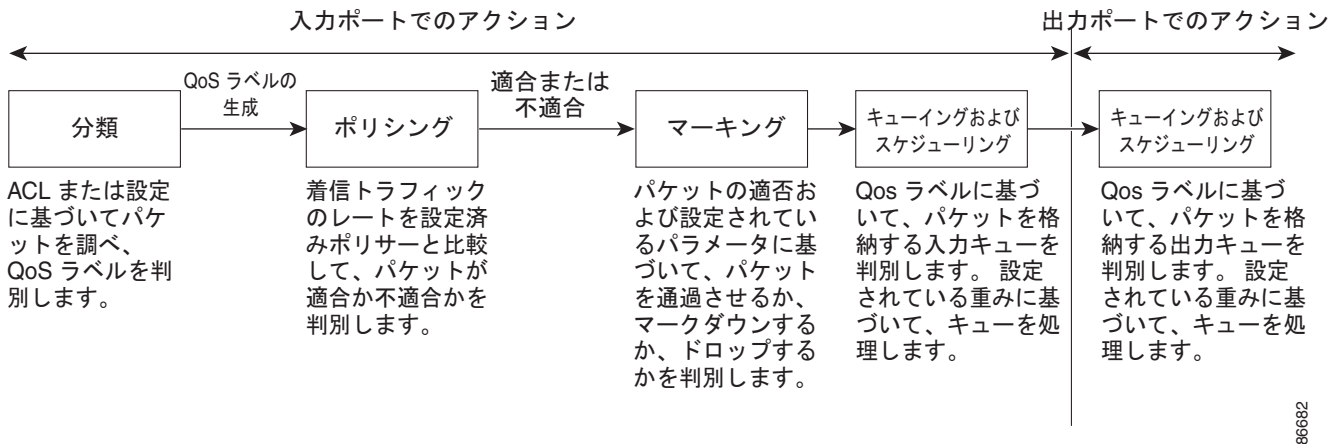 入力ポートでのアクション
出力ポートでのアクション
分類
QoS ラベルの
生成
ポリシング
適合または
不適合
マーキング
キューイングおよび
スケジューリング
キューイングおよび
スケジューリング
ACL または設定
に基づいてパケ
ットを調べ、
QoS ラベルを判
別します。
着信トラフィック
のレートを設定済
みポリサーと比較
して、パケットが
適合か不適合かを
判別します。
パケットの適否お
よび設定されてい
るパラメータに基
づいて、パケット
を通過させるか、
マークダウンする
か、ドロップする
かを判別します。
Qos ラベルに基づ
いて、パケットを格
納する入力キューを
判別します。 設定
されている重みに基
づいて、キューを処
理します。
Qos ラベルに基づ
いて、パケットを格
納する出力キューを
判別します。 設定
されている重みに基
づいて、キューを処
理します。
86682